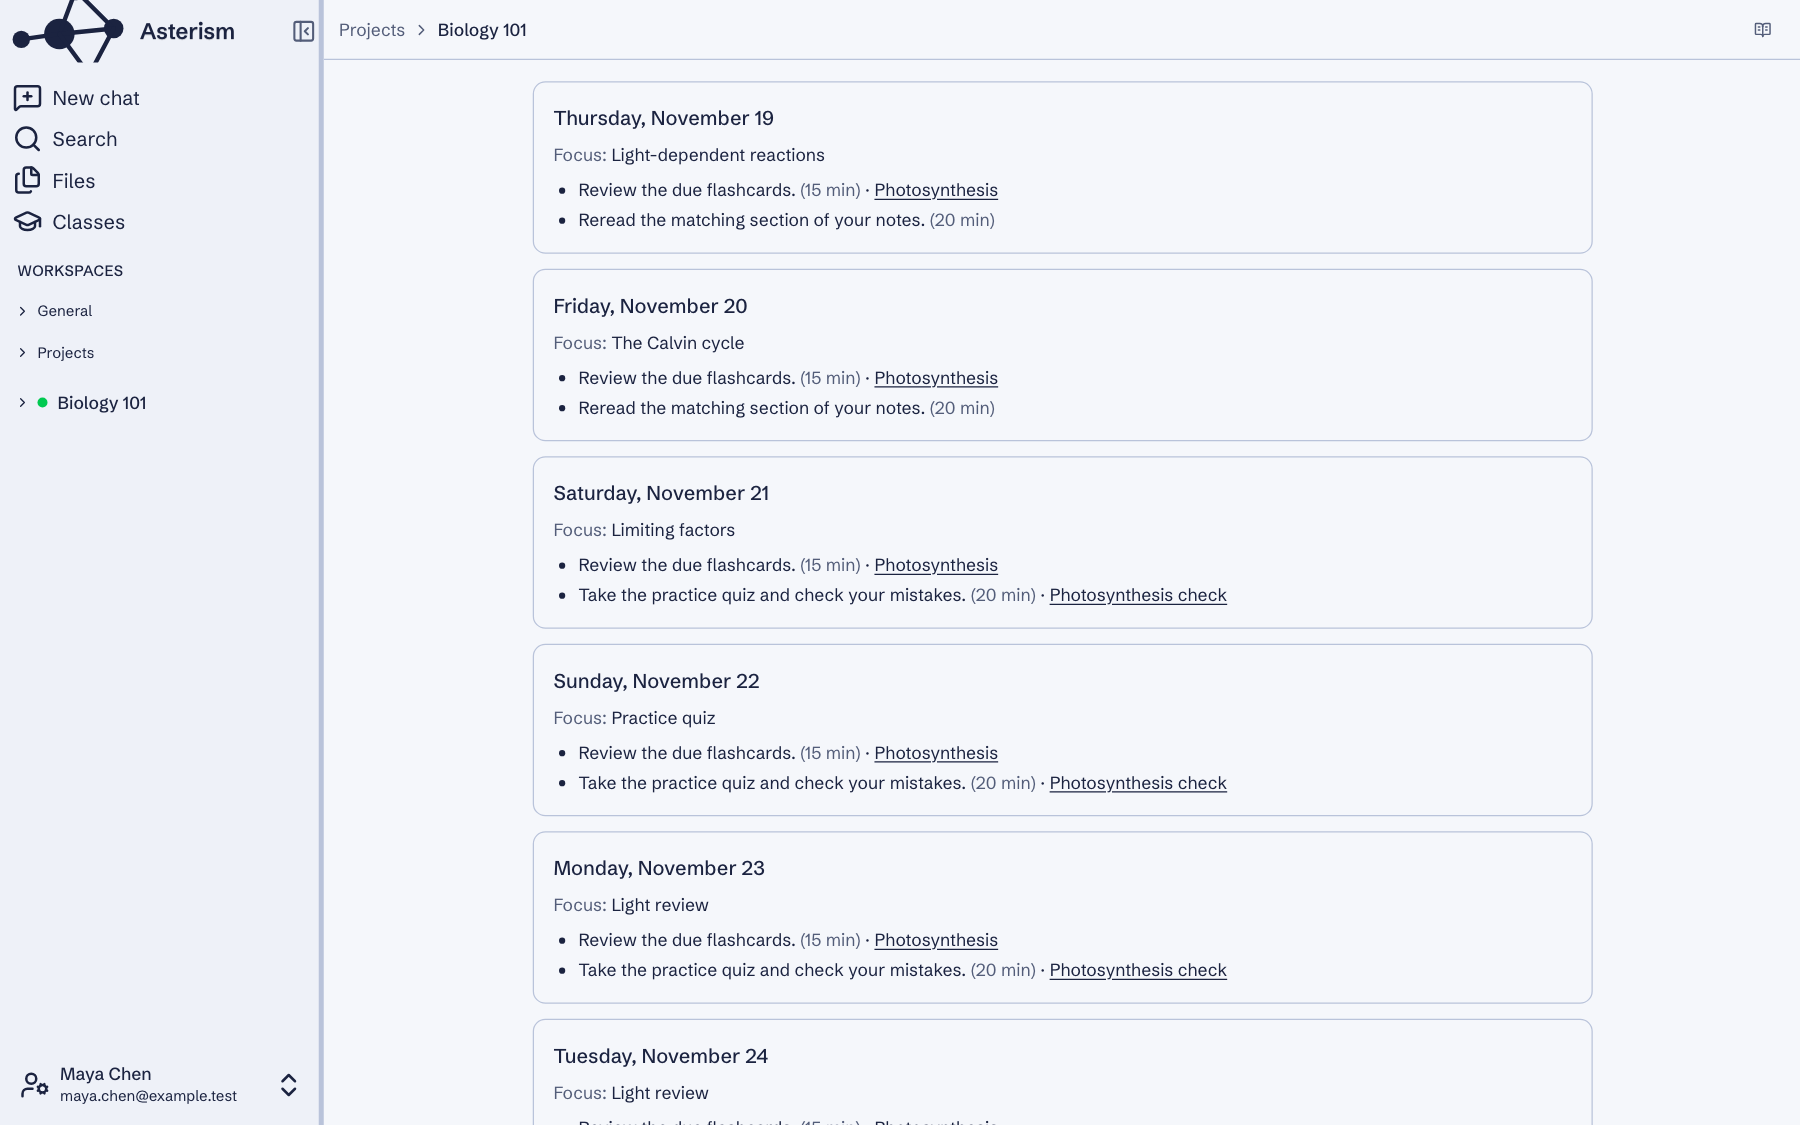 Asterism
New chat
Search
Files
Classes
WORKSPACES
General
Projects
Biology 101
Maya Chen
maya.chen@example.test
Projects > Biology 101
Thursday, November 19
Focus: Light-dependent reactions
• Review the due flashcards. (15 min) · Photosynthesis
• Reread the matching section of your notes. (20 min)
Friday, November 20
Focus: The Calvin cycle
• Review the due flashcards. (15 min) · Photosynthesis
• Reread the matching section of your notes. (20 min)
Saturday, November 21
Focus: Limiting factors
• Review the due flashcards. (15 min) · Photosynthesis
• Take the practice quiz and check your mistakes. (20 min) · Photosynthesis check
Sunday, November 22
Focus: Practice quiz
• Review the due flashcards. (15 min) · Photosynthesis
• Take the practice quiz and check your mistakes. (20 min) · Photosynthesis check
Monday, November 23
Focus: Light review
• Review the due flashcards. (15 min) · Photosynthesis
• Take the practice quiz and check your mistakes. (20 min) · Photosynthesis check
Tuesday, November 24
Focus: Light review